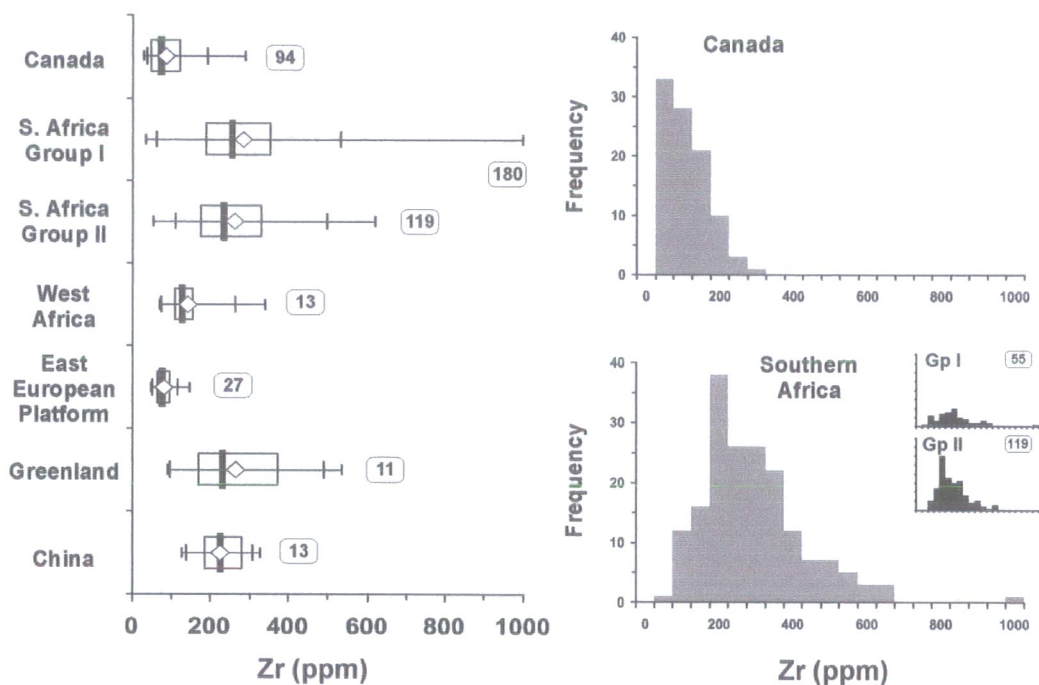 Canada
94
S. Africa
Group I
180
S. Africa
Group II
119
West
Africa
13
East
European
Platform
27
Greenland
11
China
13
0 200 400 600 800 1000
Zr (ppm)
Canada
Frequency
40
30
20
10
0
0 200 400 600 800 1000
Southern
Africa
Frequency
40
30
20
10
0
Gp I 55
Gp II 119
0 200 400 600 800 1000
Zr (ppm)